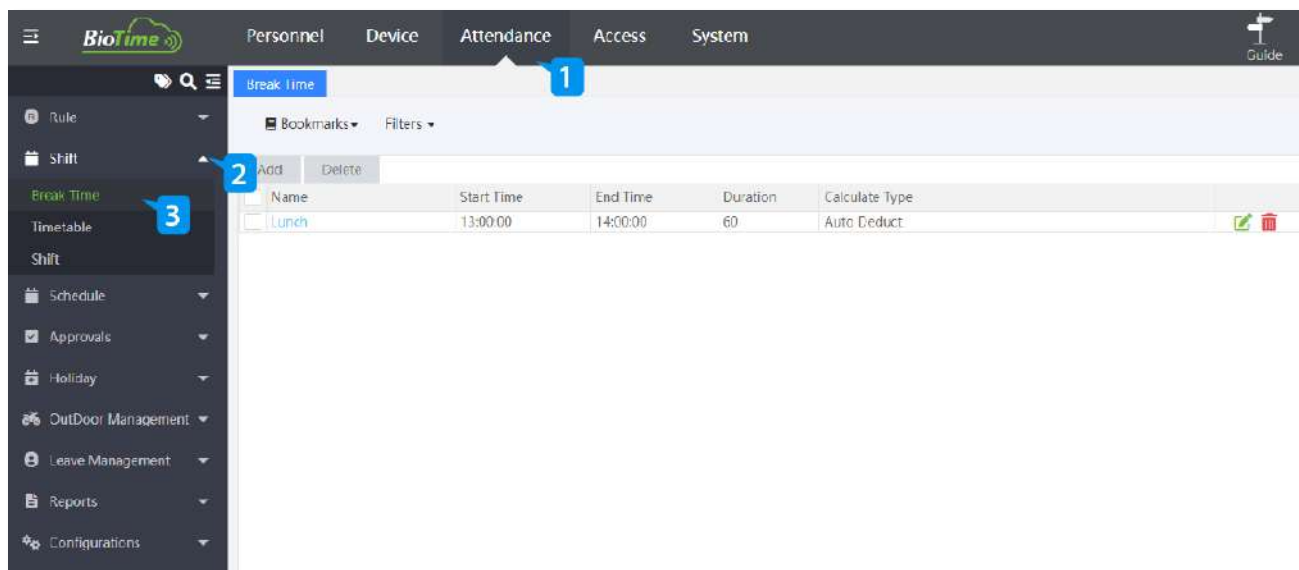 BioTime Personnel Device Attendance Access System Guide
1
Break Time
Rule
Bookmarks Filters
Shift
2
Add Delete
Break Time
3
Name Start Time End Time Duration Calculate Type
Lunch 13:00:00 14:00:00 60 Auto Deduct
Timetable
Shift
Schedule
Approvals
Holiday
OutDoor Management
Leave Management
Reports
Configurations